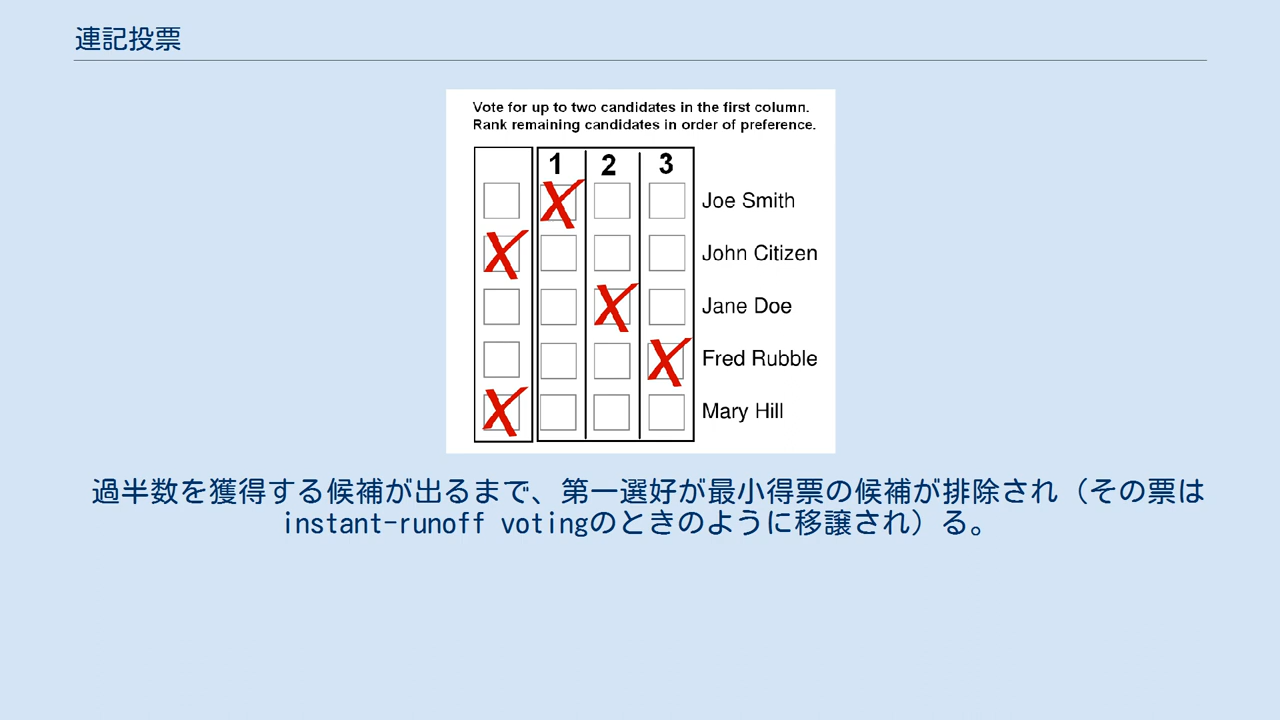 連記投票
Vote for up to two candidates in the first column.
Rank remaining candidates in order of preference.
1 2 3
Joe Smith
John Citizen
Jane Doe
Fred Rubble
Mary Hill
過半数を獲得する候補が出るまで、第一選好が最小得票の候補が排除され（その票は
instant-runoff votingのときのように移譲され）る。